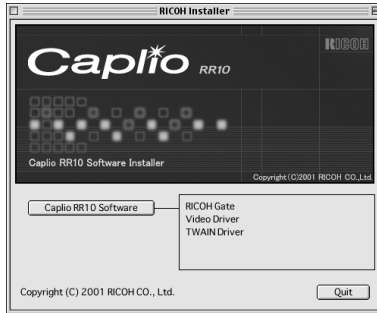 RICOH Installer
RICOH
Caplio RR10
Caplio RR10 Software Installer
Copyright (C)2001 RICOH CO.,Ltd.
Caplio RR10 Software
RICOH Gate
Video Driver
TWAIN Driver
Copyright (C) 2001 RICOH CO., Ltd.
Quit